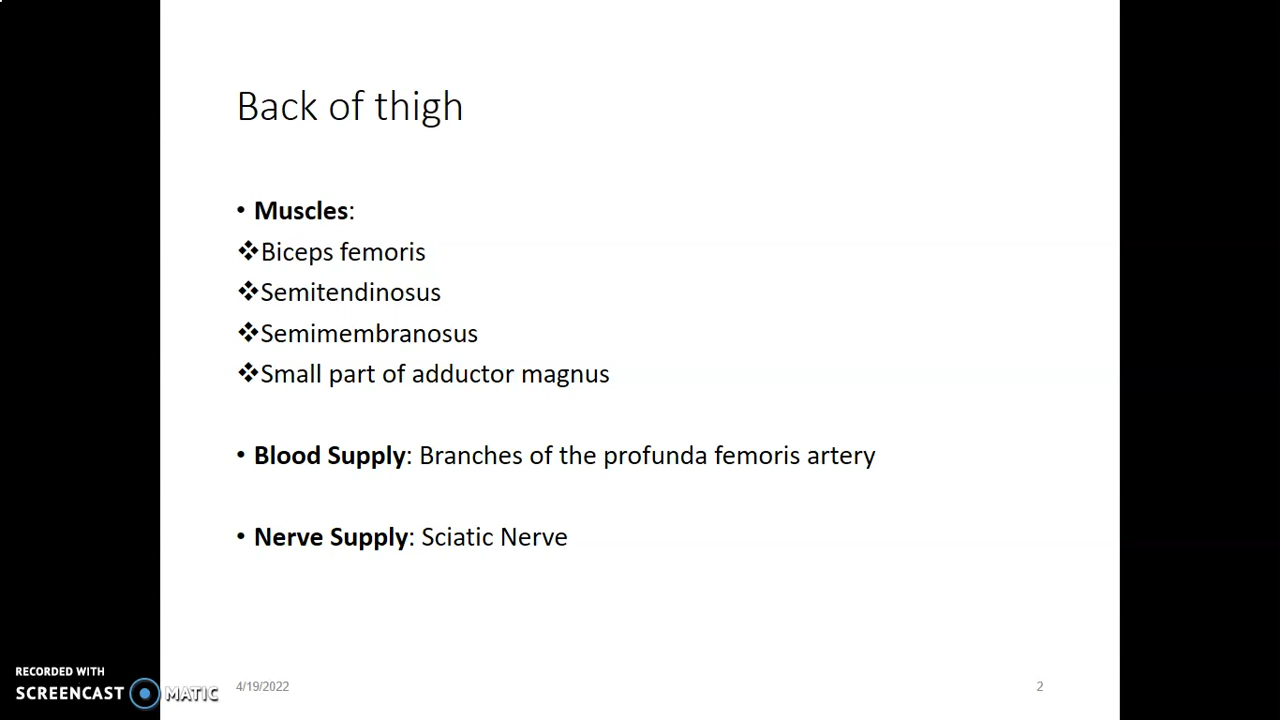 Back of thigh
• Muscles:
❖Biceps femoris
❖Semitendinosus
❖Semimembranosus
❖Small part of adductor magnus
• Blood Supply: Branches of the profunda femoris artery
• Nerve Supply: Sciatic Nerve
RECORDED WITH
SCREENCAST MATIC
4/19/2022
2